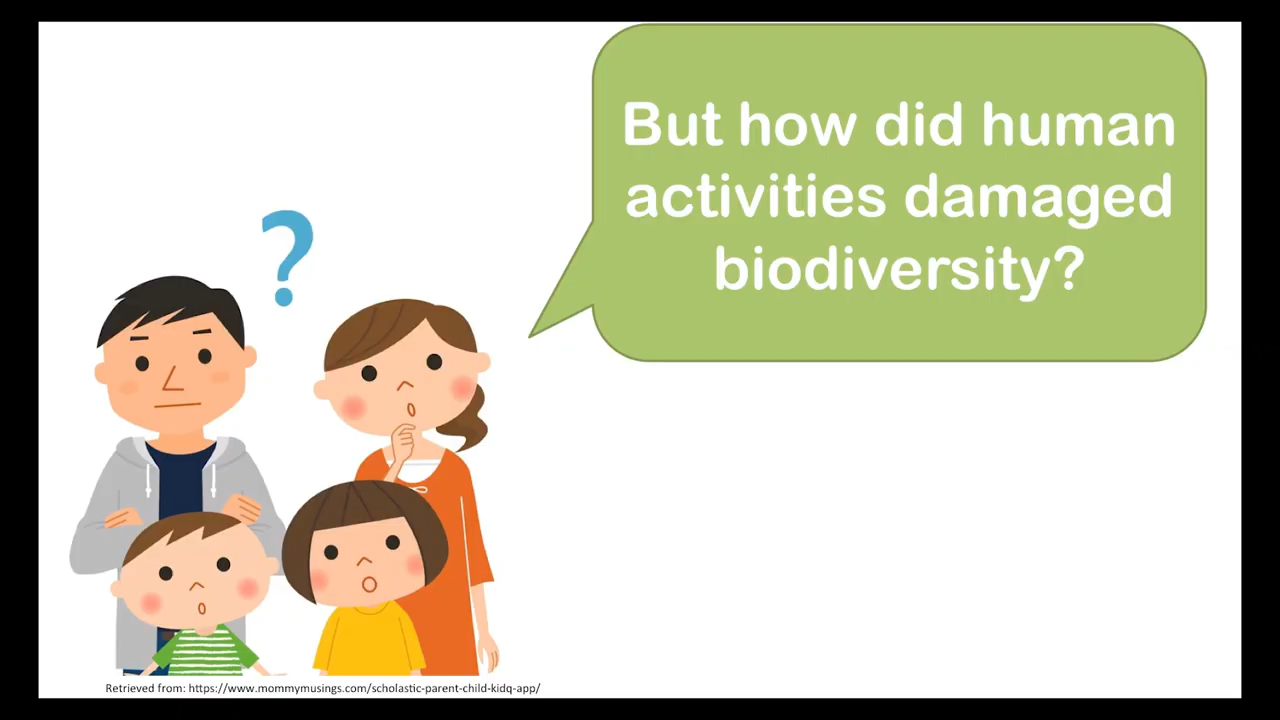 But how did human
activities damaged
biodiversity?
?
Retrieved from: https://www.mommymusings.com/scholastic-parent-child-kidq-app/